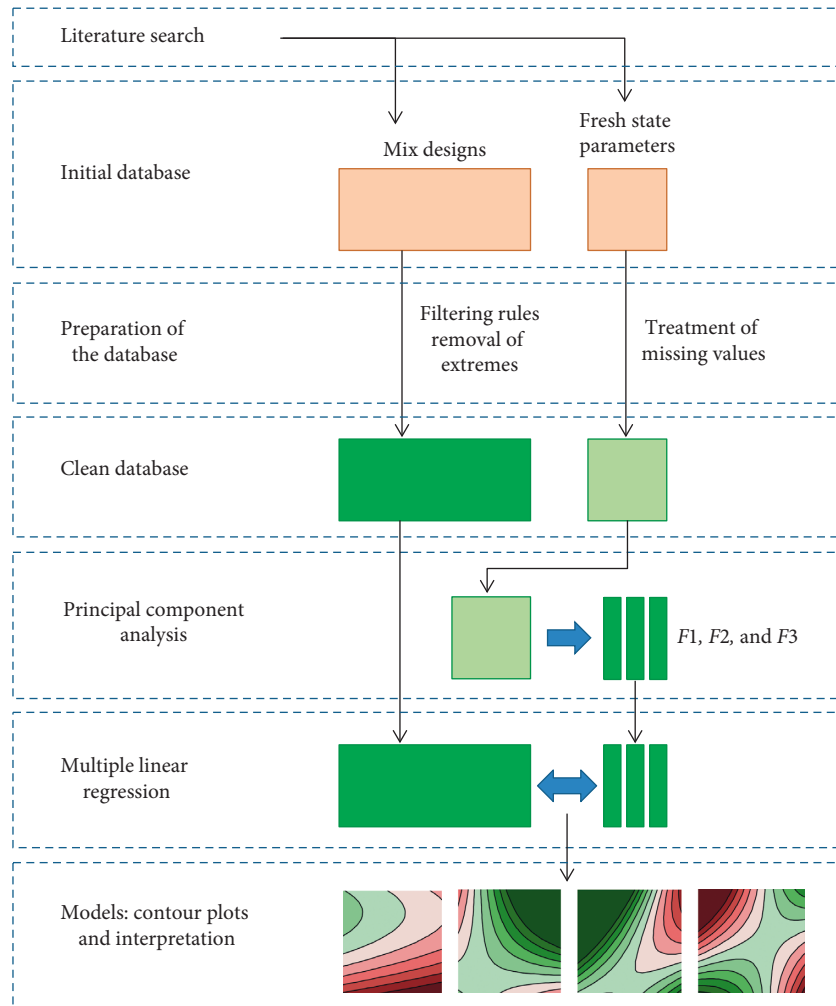 Literature search
Initial database
Mix designs
Fresh state
parameters
Preparation of
the database
Filtering rules
removal of
extremes
Treatment of
missing values
Clean database
Principal component
analysis
F1, F2, and F3
Multiple linear
regression
Models: contour plots
and interpretation